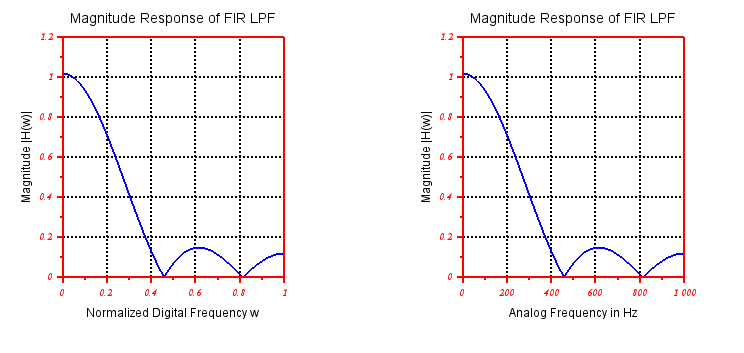 Magnitude Response of FIR LPF
1.2
1
0.8
0.6
0.4
0.2
0
Magnitude |H(w)|
0 0.2 0.4 0.6 0.8 1
Normalized Digital Frequency w
Magnitude Response of FIR LPF
1.2
1
0.8
0.6
0.4
0.2
0
Magnitude |H(w)|
0 200 400 600 800 1 000
Analog Frequency in Hz